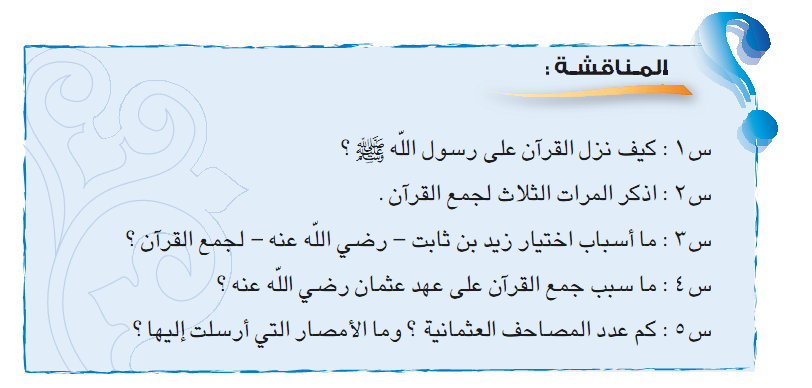 المناقشة :
س١ : كيف نزل القرآن على رسول الله ﷺ ؟
س٢ : اذكر المرات الثلاث لجمع القرآن .
س٣ : ما أسباب اختيار زيد بن ثابت – رضي الله عنه – لجمع القرآن ؟
س٤ : ما سبب جمع القرآن على عهد عثمان رضي الله عنه ؟
س٥ : كم عدد المصاحف العثمانية ؟ وما الأمصار التي أرسلت إليها ؟